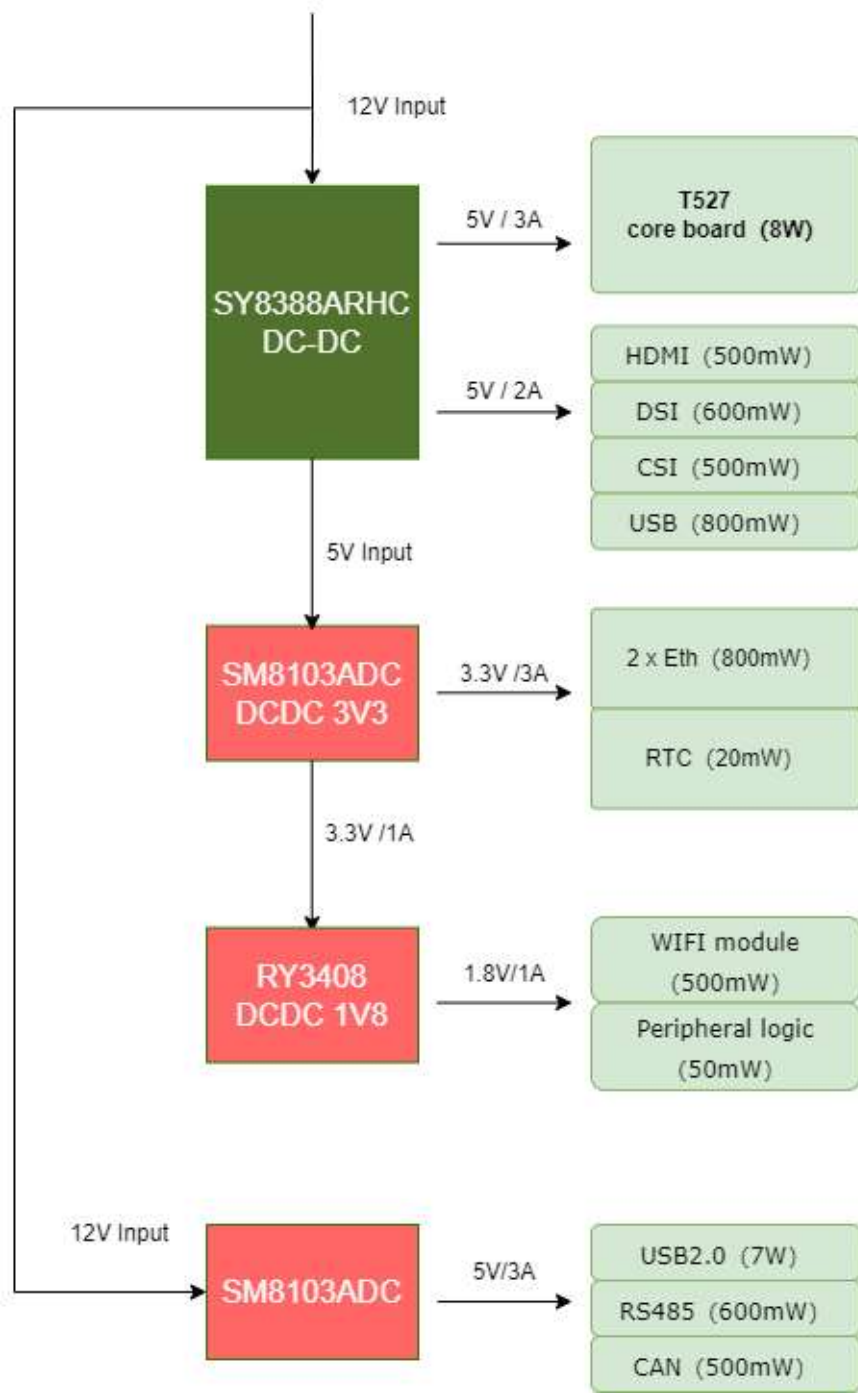 12V Input
SY8388ARHC
DC-DC
5V / 3A
T527
core board (8W)
5V / 2A
HDMI (500mW)
DSI (600mW)
CSI (500mW)
USB (800mW)
5V Input
SM8103ADC
DCDC 3V3
3.3V /3A
2 x Eth (800mW)
RTC (20mW)
3.3V /1A
RY3408
DCDC 1V8
1.8V/1A
WIFI module
(500mW)
Peripheral logic
(50mW)
12V Input
SM8103ADC
5V/3A
USB2.0 (7W)
RS485 (600mW)
CAN (500mW)